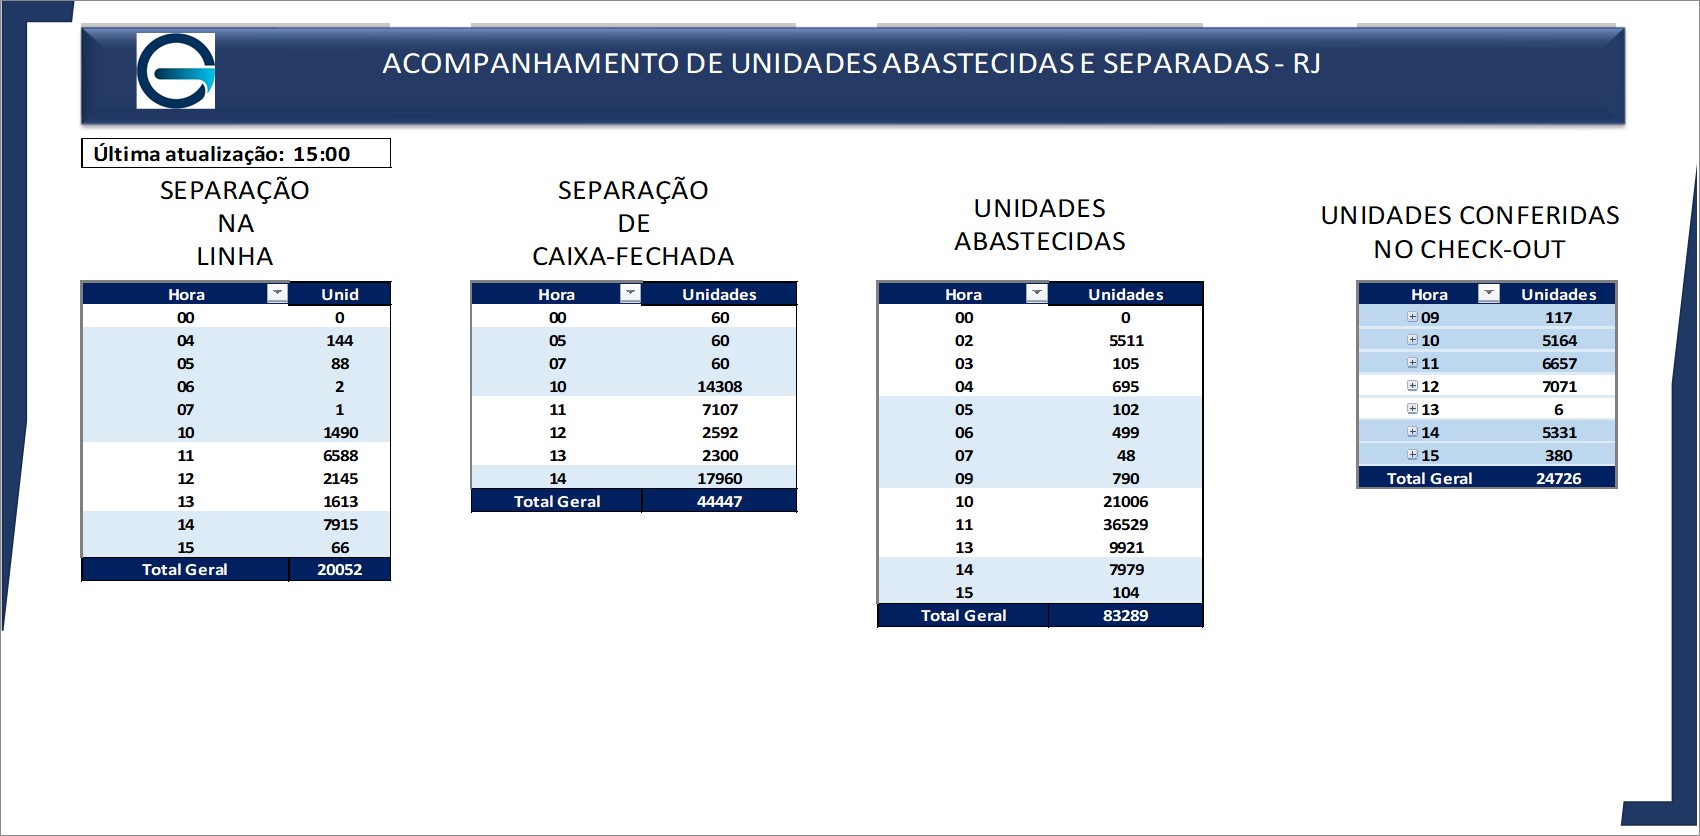 ACOMPANHAMENTO DE UNIDADES ABASTECIDAS E SEPARADAS - RJ
Última atualização: 15:00
SEPARAÇÃO
NA
LINHA
Hora Unid
00 0
04 144
05 88
06 2
07 1
10 1490
11 6588
12 2145
13 1613
14 7915
15 66
Total Geral 20052
SEPARAÇÃO
DE
CAIXA-FECHADA
Hora Unidades
00 60
05 60
07 60
10 14308
11 7107
12 2592
13 2300
14 17960
Total Geral 44447
UNIDADES
ABASTECIDAS
Hora Unidades
00 0
02 5511
03 105
04 695
05 102
06 499
07 48
09 790
10 21006
11 36529
13 9921
14 7979
15 104
Total Geral 83289
UNIDADES CONFERIDAS
NO CHECK-OUT
Hora Unidades
09 117
10 5164
11 6657
12 7071
13 6
14 5331
15 380
Total Geral 24726